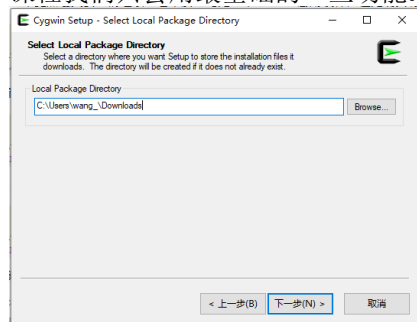 Cygwin Setup - Select Local Package Directory
Select Local Package Directory
Select a directory where you want Setup to store the installation files it
downloads. The directory will be created if it does not already exist.
Local Package Directory
C:\Users\wang_\Downloads
Browse...
< 上一步(B)
下一步(N) >
取消